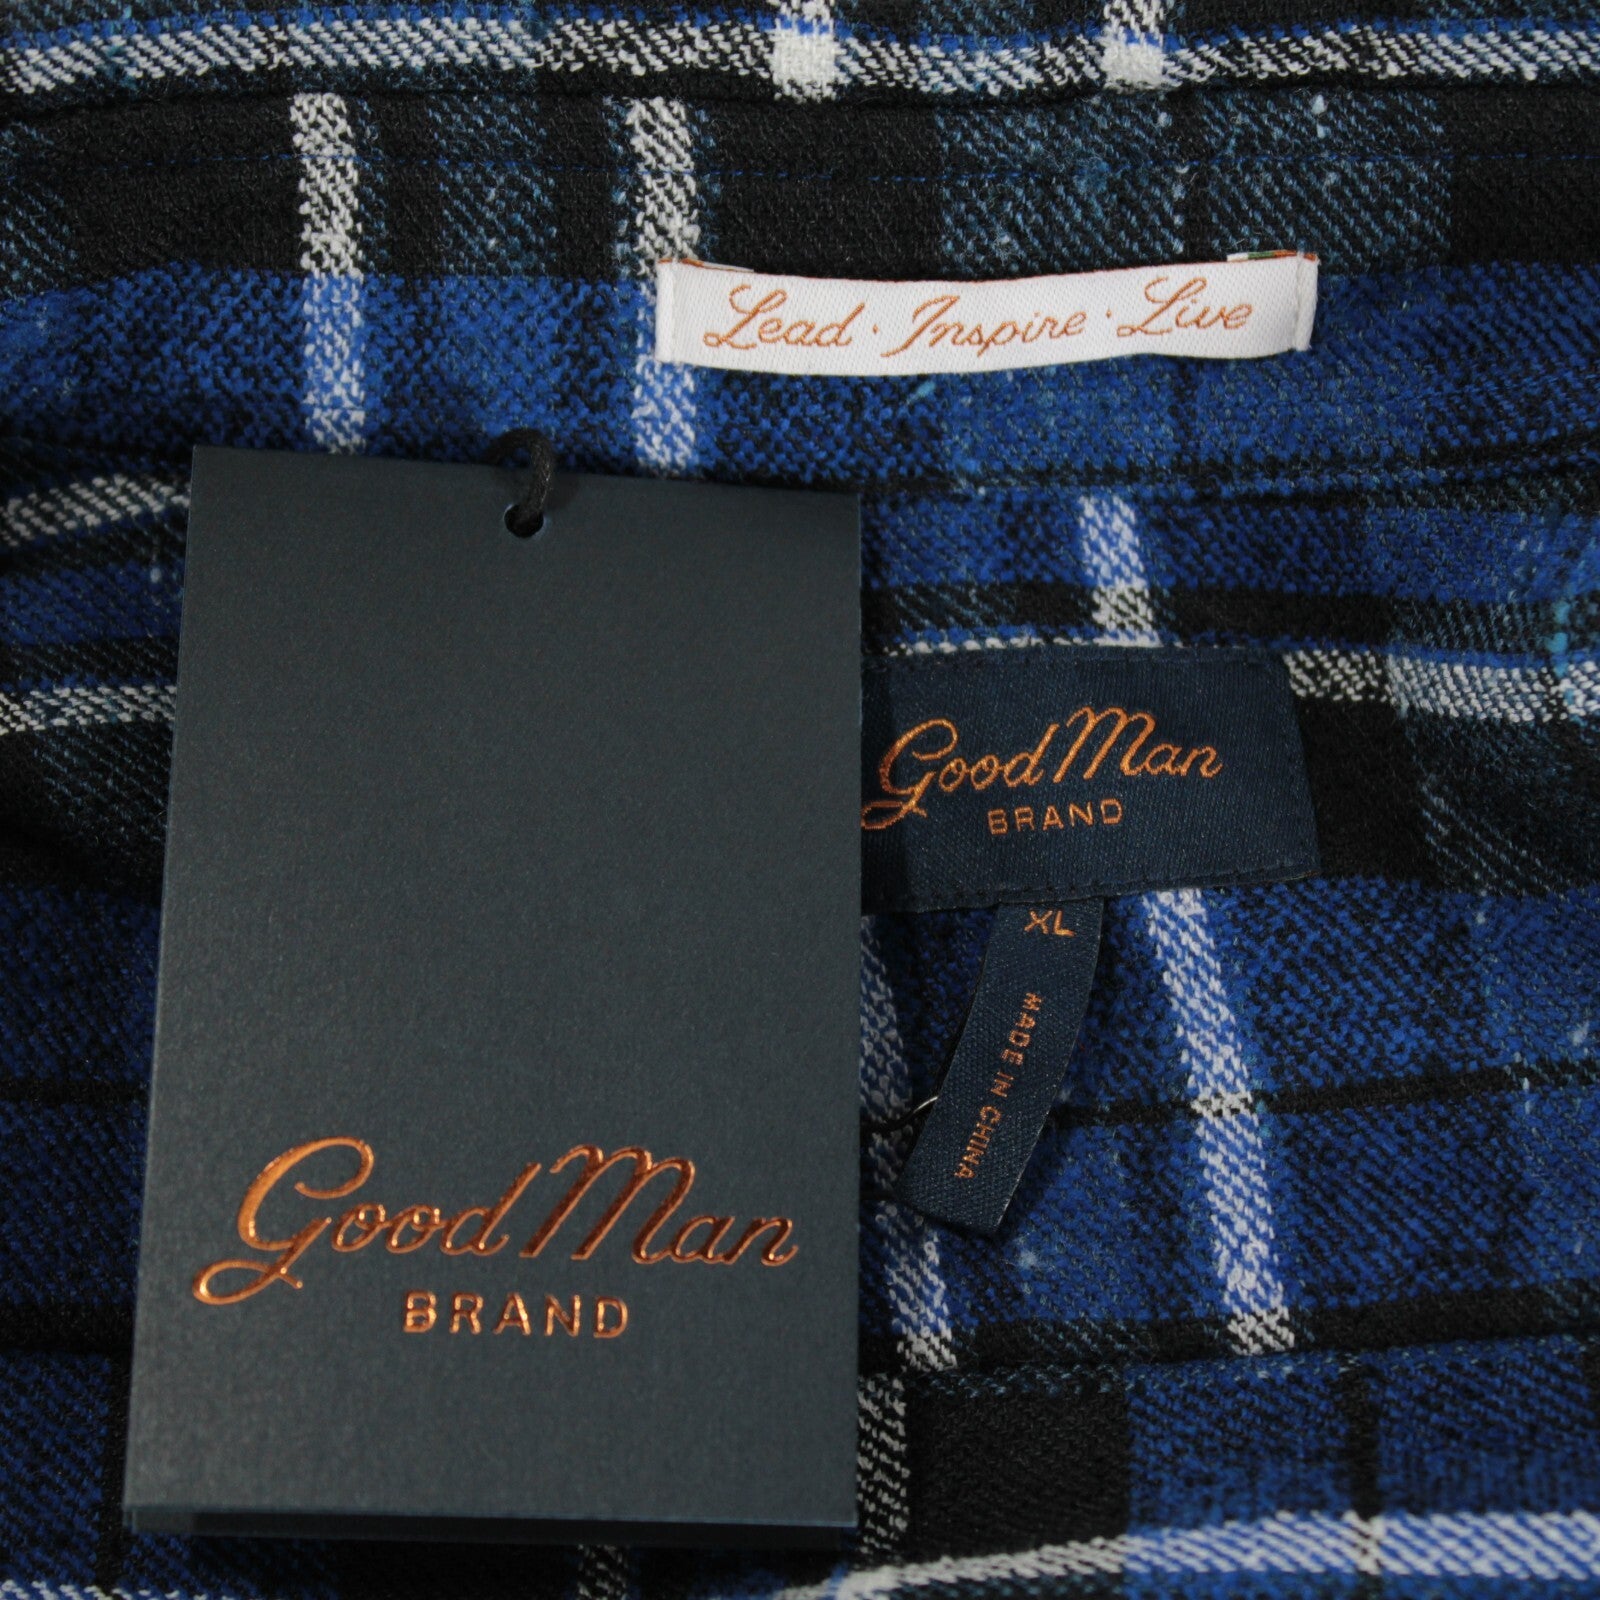 Lead · Inspire · Live
Good Man
BRAND
XL
MADE IN CHINA
Good Man
BRAND